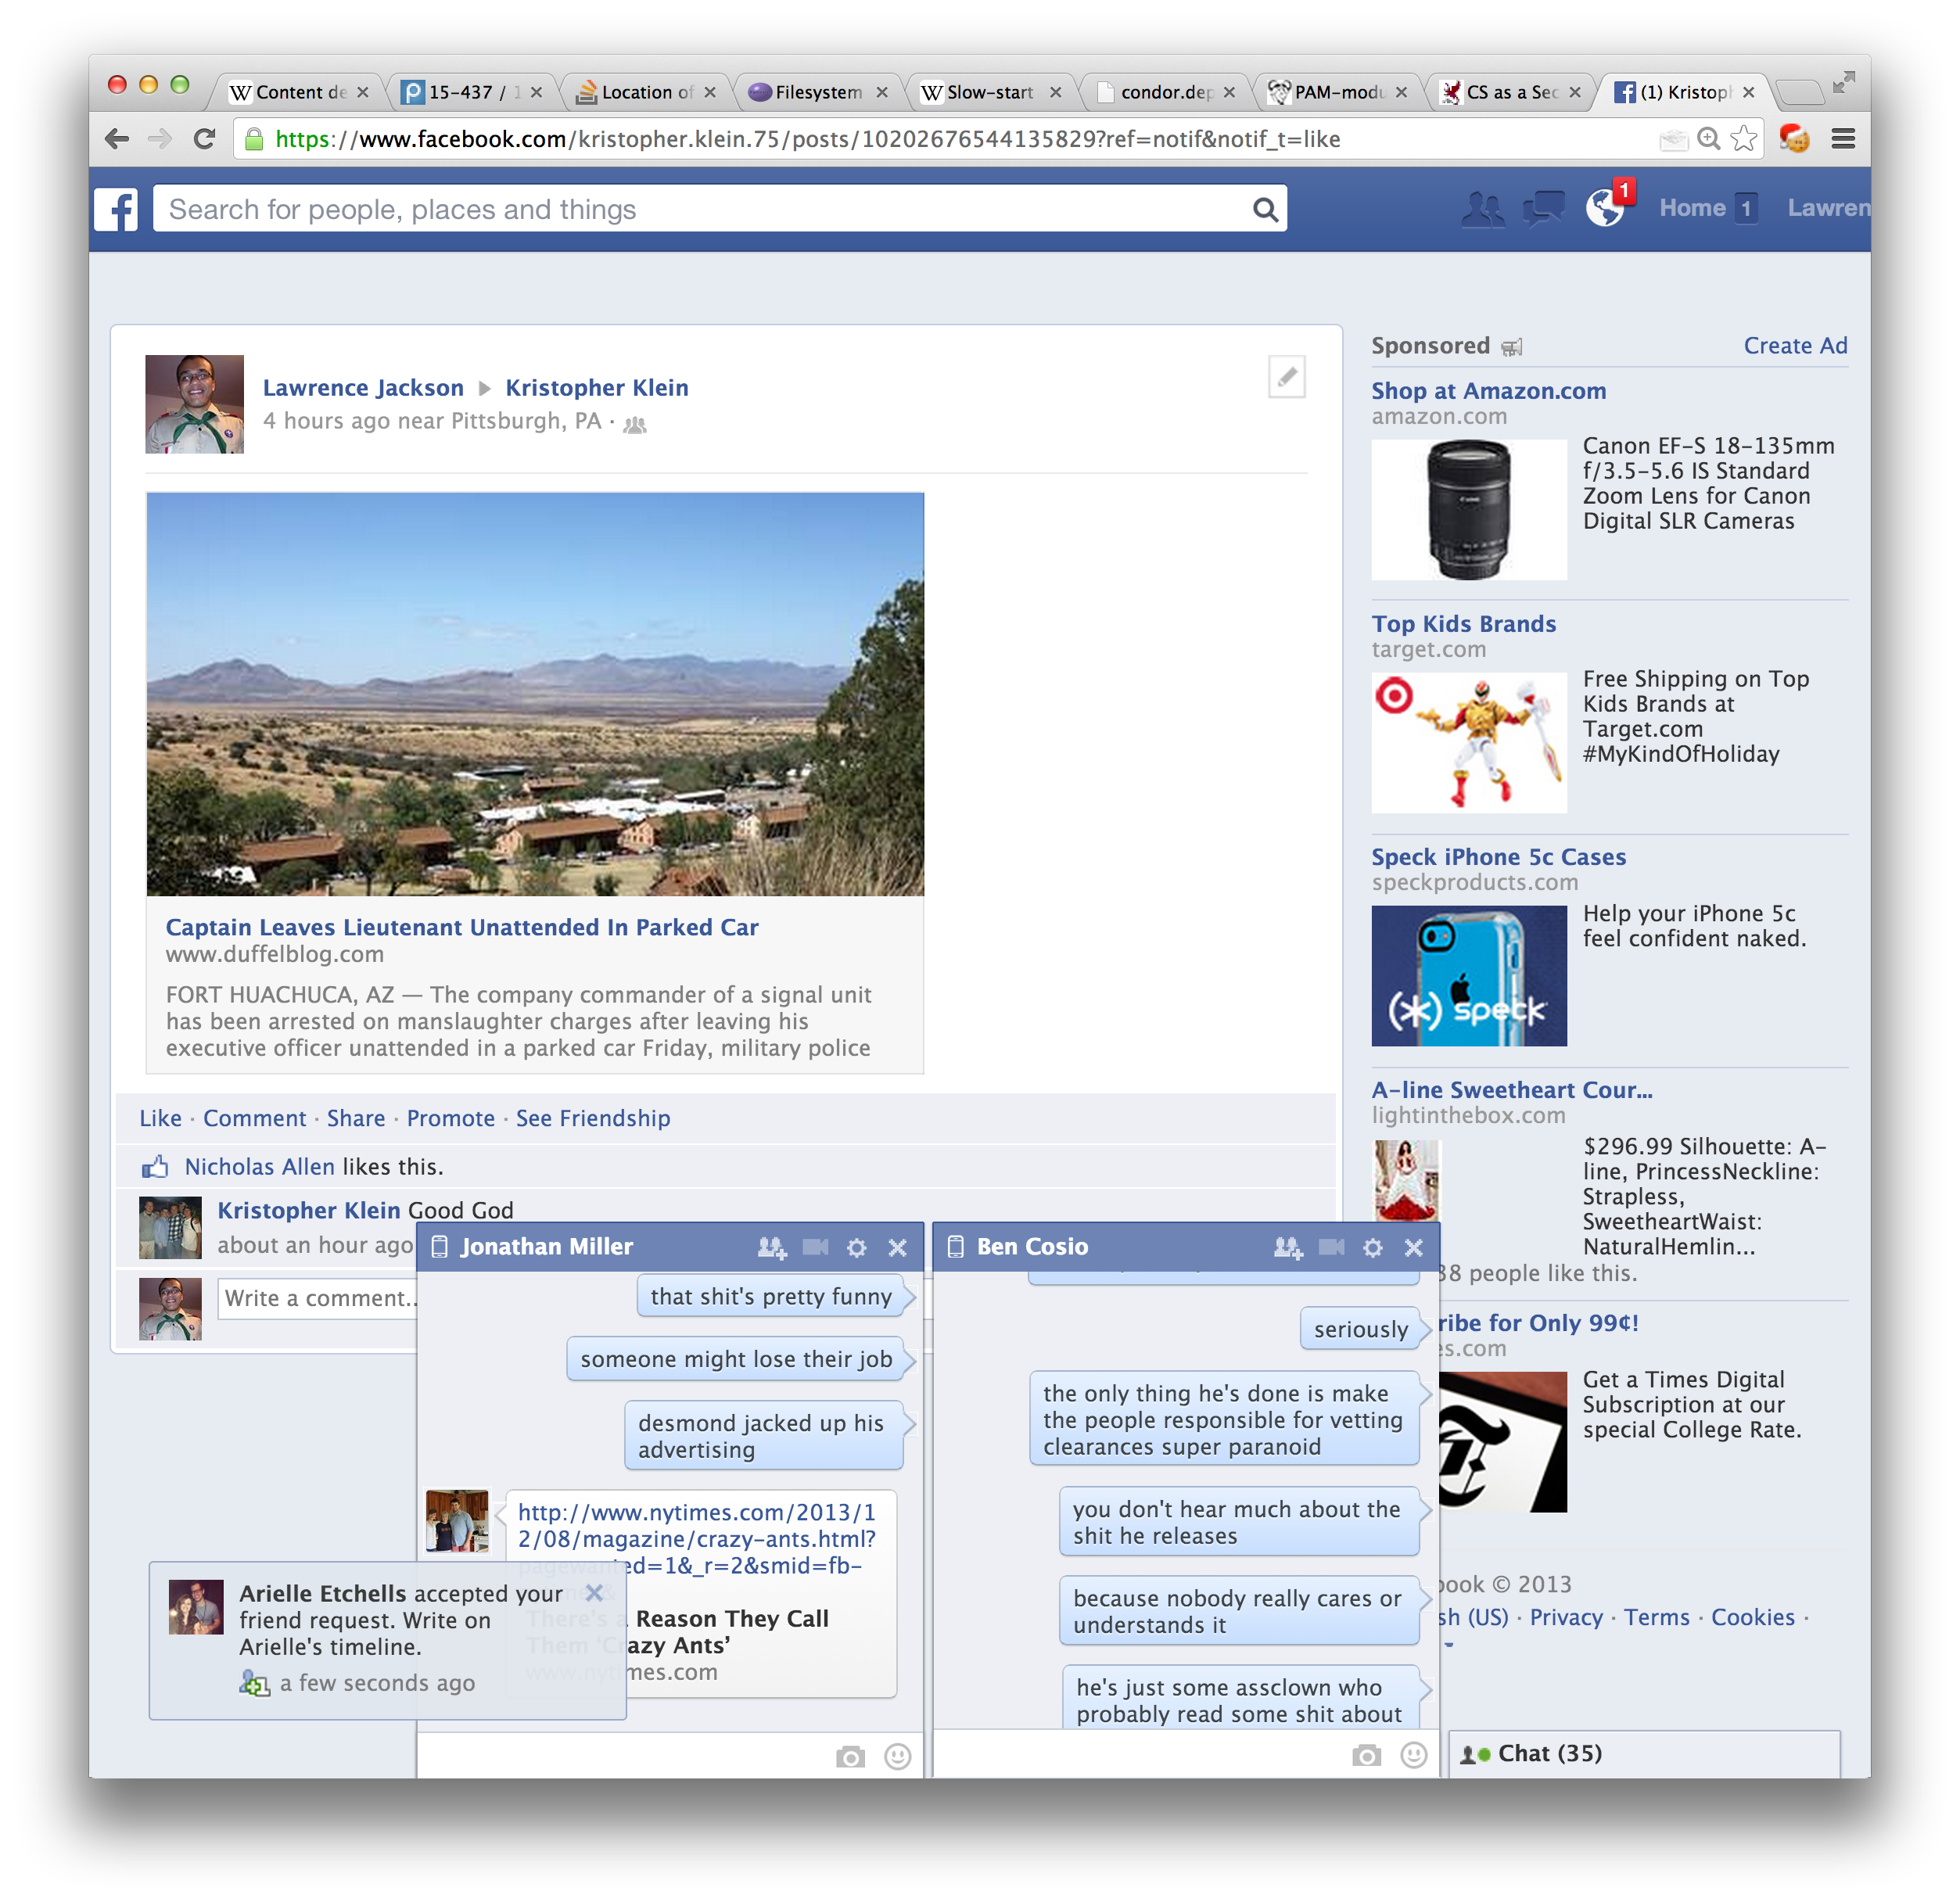 Content de
15-437 / 1
Location of
Filesystem
Slow-start
condor.dep
PAM-modu
CS as a Sec
(1) Kristoph
https://www.facebook.com/kristopher.klein.75/posts/10202676544135829?ref=notif&notif_t=like
Search for people, places and things
1
Home 1
Lawren
Lawrence Jackson ▶ Kristopher Klein
4 hours ago near Pittsburgh, PA ·
Captain Leaves Lieutenant Unattended In Parked Car
www.duffelblog.com
FORT HUACHUCA, AZ — The company commander of a signal unit
has been arrested on manslaughter charges after leaving his
executive officer unattended in a parked car Friday, military police
Like · Comment · Share · Promote · See Friendship
Nicholas Allen likes this.
Kristopher Klein Good God
about an hour ago
Write a comment..
Sponsored
Create Ad
Shop at Amazon.com
amazon.com
Canon EF-S 18-135mm
f/3.5-5.6 IS Standard
Zoom Lens for Canon
Digital SLR Cameras
Top Kids Brands
target.com
Free Shipping on Top
Kids Brands at
Target.com
#MyKindOfHoliday
Speck iPhone 5c Cases
speckproducts.com
Help your iPhone 5c
feel confident naked.
speck
A-line Sweetheart Cour...
lightinthebox.com
$296.99 Silhouette: A-
line, PrincessNeckline:
Strapless,
SweetheartWaist:
NaturalHemlin...
38 people like this.
ribe for Only 99¢!
es.com
Get a Times Digital
Subscription at our
special College Rate.
book © 2013
sh (US) · Privacy · Terms · Cookies ·
Jonathan Miller
that shit's pretty funny
someone might lose their job
desmond jacked up his
advertising
http://www.nytimes.com/2013/1
2/08/magazine/crazy-ants.html?
pagewanted=1&_r=2&smid=fb-
There's a Reason They Call
Them ‘Crazy Ants’
www.nytimes.com
Ben Cosio
seriously
the only thing he's done is make
the people responsible for vetting
clearances super paranoid
you don't hear much about the
shit he releases
because nobody really cares or
understands it
he's just some assclown who
probably read some shit about
Arielle Etchells accepted your
friend request. Write on
Arielle's timeline.
a few seconds ago
Chat (35)